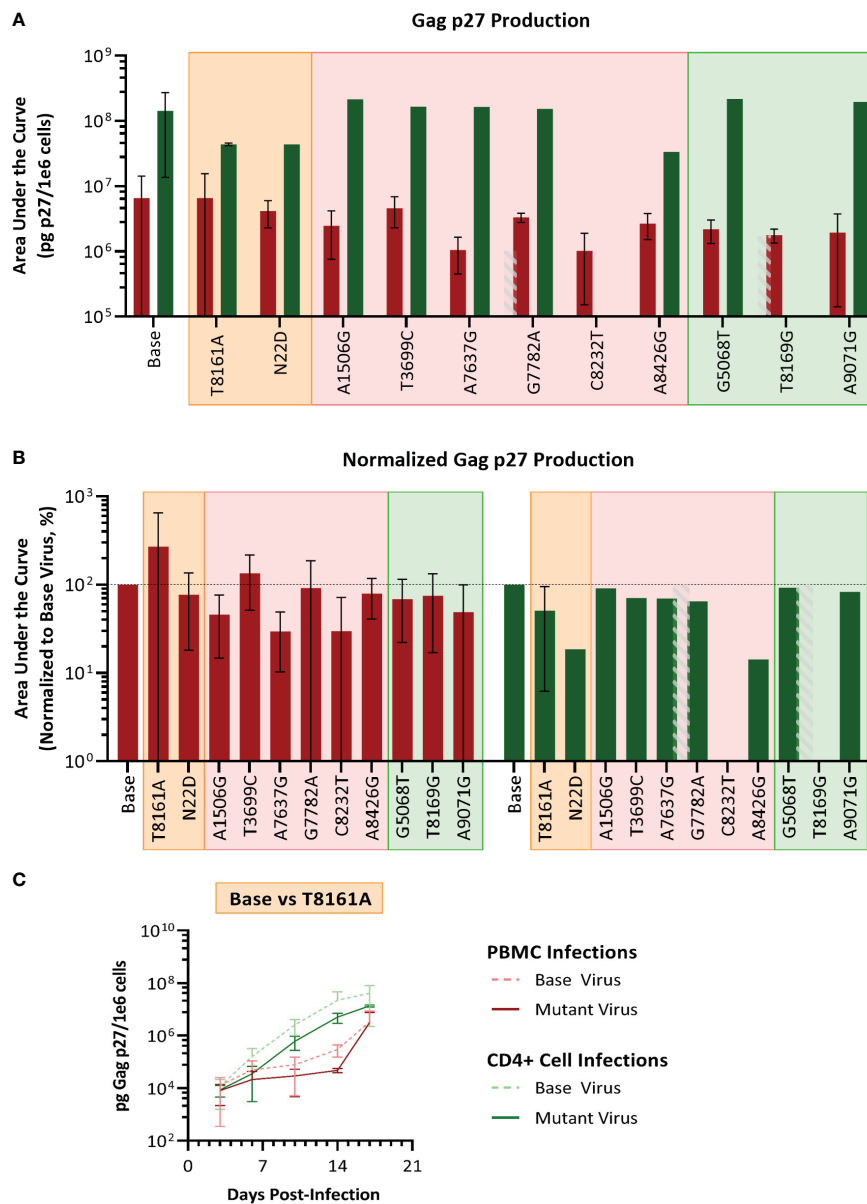 A
Gag p27 Production
Area Under the Curve
(pg p27/1e6 cells)
10⁹
10⁸
10⁷
10⁶
10⁵
Base
T8161A
N22D
A1506G
T3699C
A7637G
G7782A
C8232T
A8426G
G5068T
T8169G
A9071G
B
Normalized Gag p27 Production
Area Under the Curve
(Normalized to Base Virus, %)
10³
10²
10¹
10⁰
Base
T8161A
N22D
A1506G
T3699C
A7637G
G7782A
C8232T
A8426G
G5068T
T8169G
A9071G
Base
T8161A
N22D
A1506G
T3699C
A7637G
G7782A
C8232T
A8426G
G5068T
T8169G
A9071G
C
Base vs T8161A
pg Gag p27/1e6 cells
10¹⁰
10⁸
10⁶
10⁴
10²
0
7
14
21
Days Post-Infection
PBMC Infections
Base Virus
Mutant Virus
CD4+ Cell Infections
Base Virus
Mutant Virus